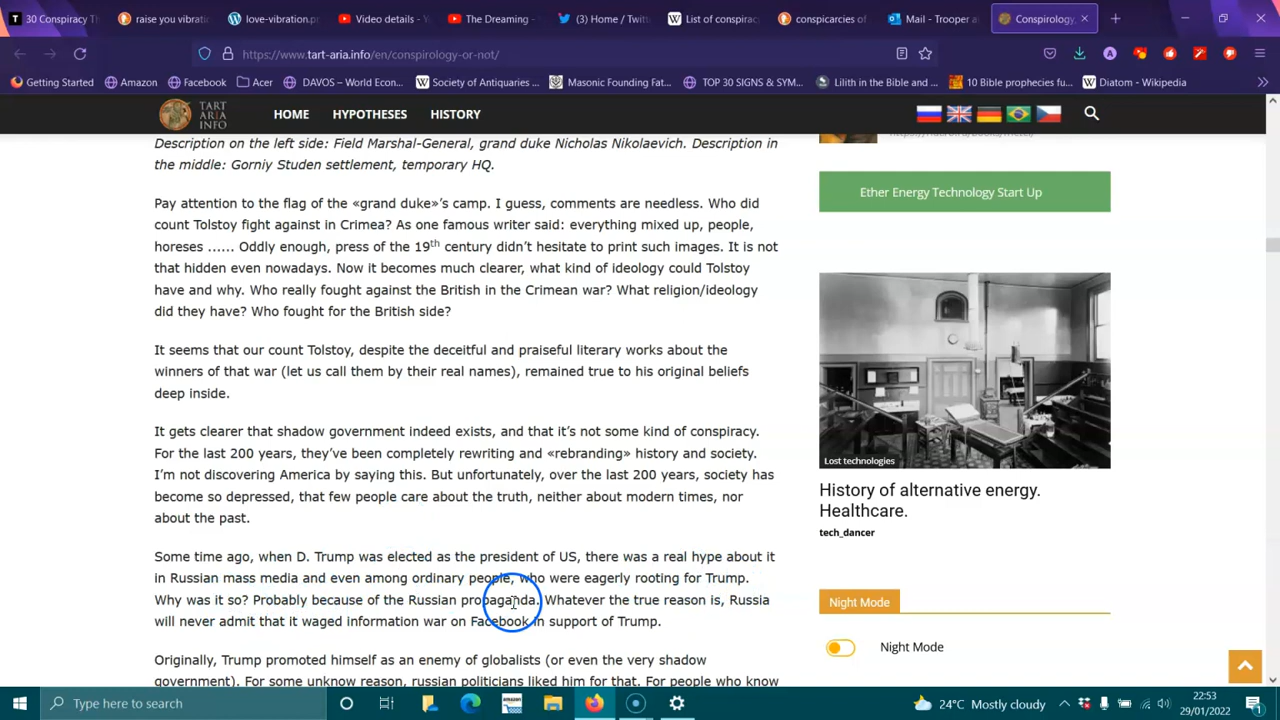 30 Conspiracy T
raise you vibratio
love-vibration.pr
Video details - Y
The Dreaming -
(3) Home / Twitt
List of conspirac
conspicarcies of
Mail - Trooper a
Conspirology,
https://www.tart-aria.info/en/conspirology-or-not/
Getting Started
Amazon
Facebook
Acer
DAVOS – World Econ...
Society of Antiquaries ...
Masonic Founding Fat...
TOP 30 SIGNS & SYM...
Lilith in the Bible and ...
10 Bible prophecies fu...
Diatom - Wikipedia
TART
ARIA
INFO
HOME
HYPOTHESES
HISTORY
Description on the left side: Field Marshal-General, grand duke Nicholas Nikolaevich. Description in
the middle: Gorniy Studen settlement, temporary HQ.
Pay attention to the flag of the «grand duke»'s camp. I guess, comments are needless. Who did
count Tolstoy fight against in Crimea? As one famous writer said: everything mixed up, people,
horeses ...... Oddly enough, press of the 19th century didn't hesitate to print such images. It is not
that hidden even nowadays. Now it becomes much clearer, what kind of ideology could Tolstoy
have and why. Who really fought against the British in the Crimean war? What religion/ideology
did they have? Who fought for the British side?
It seems that our count Tolstoy, despite the deceitful and praiseful literary works about the
winners of that war (let us call them by their real names), remained true to his original beliefs
deep inside.
It gets clearer that shadow government indeed exists, and that it's not some kind of conspiracy.
For the last 200 years, they've been completely rewriting and «rebranding» history and society.
I'm not discovering America by saying this. But unfortunately, over the last 200 years, society has
become so depressed, that few people care about the truth, neither about modern times, nor
about the past.
Some time ago, when D. Trump was elected as the president of US, there was a real hype about it
in Russian mass media and even among ordinary people, who were eagerly rooting for Trump.
Why was it so? Probably because of the Russian propaganda. Whatever the true reason is, Russia
will never admit that it waged information war on Facebook in support of Trump.
Originally, Trump promoted himself as an enemy of globalists (or even the very shadow
government). For some unknow reason, russian politicians liked him for that. For people who know
Ether Energy Technology Start Up
Lost technologies
History of alternative energy.
Healthcare.
tech_dancer
Night Mode
Night Mode
Type here to search
amazon
24°C Mostly cloudy
22:53
29/01/2022
1